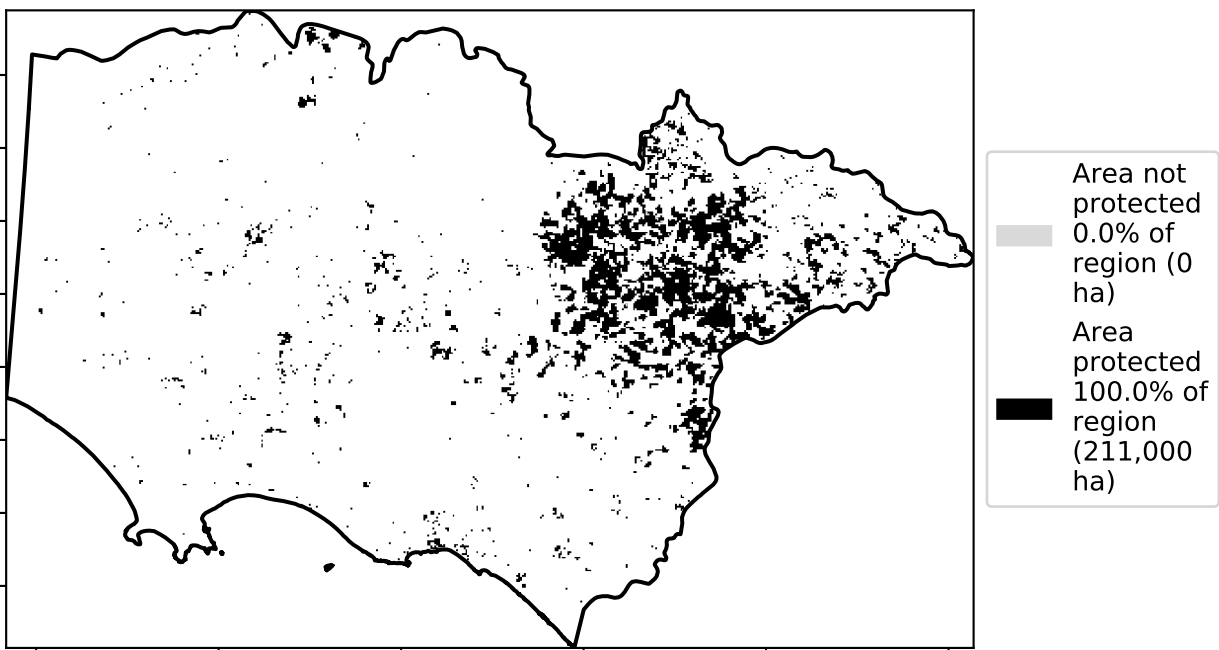 Area not
protected
0.0% of
region (0
ha)
Area
protected
100.0% of
region
(211,000
ha)